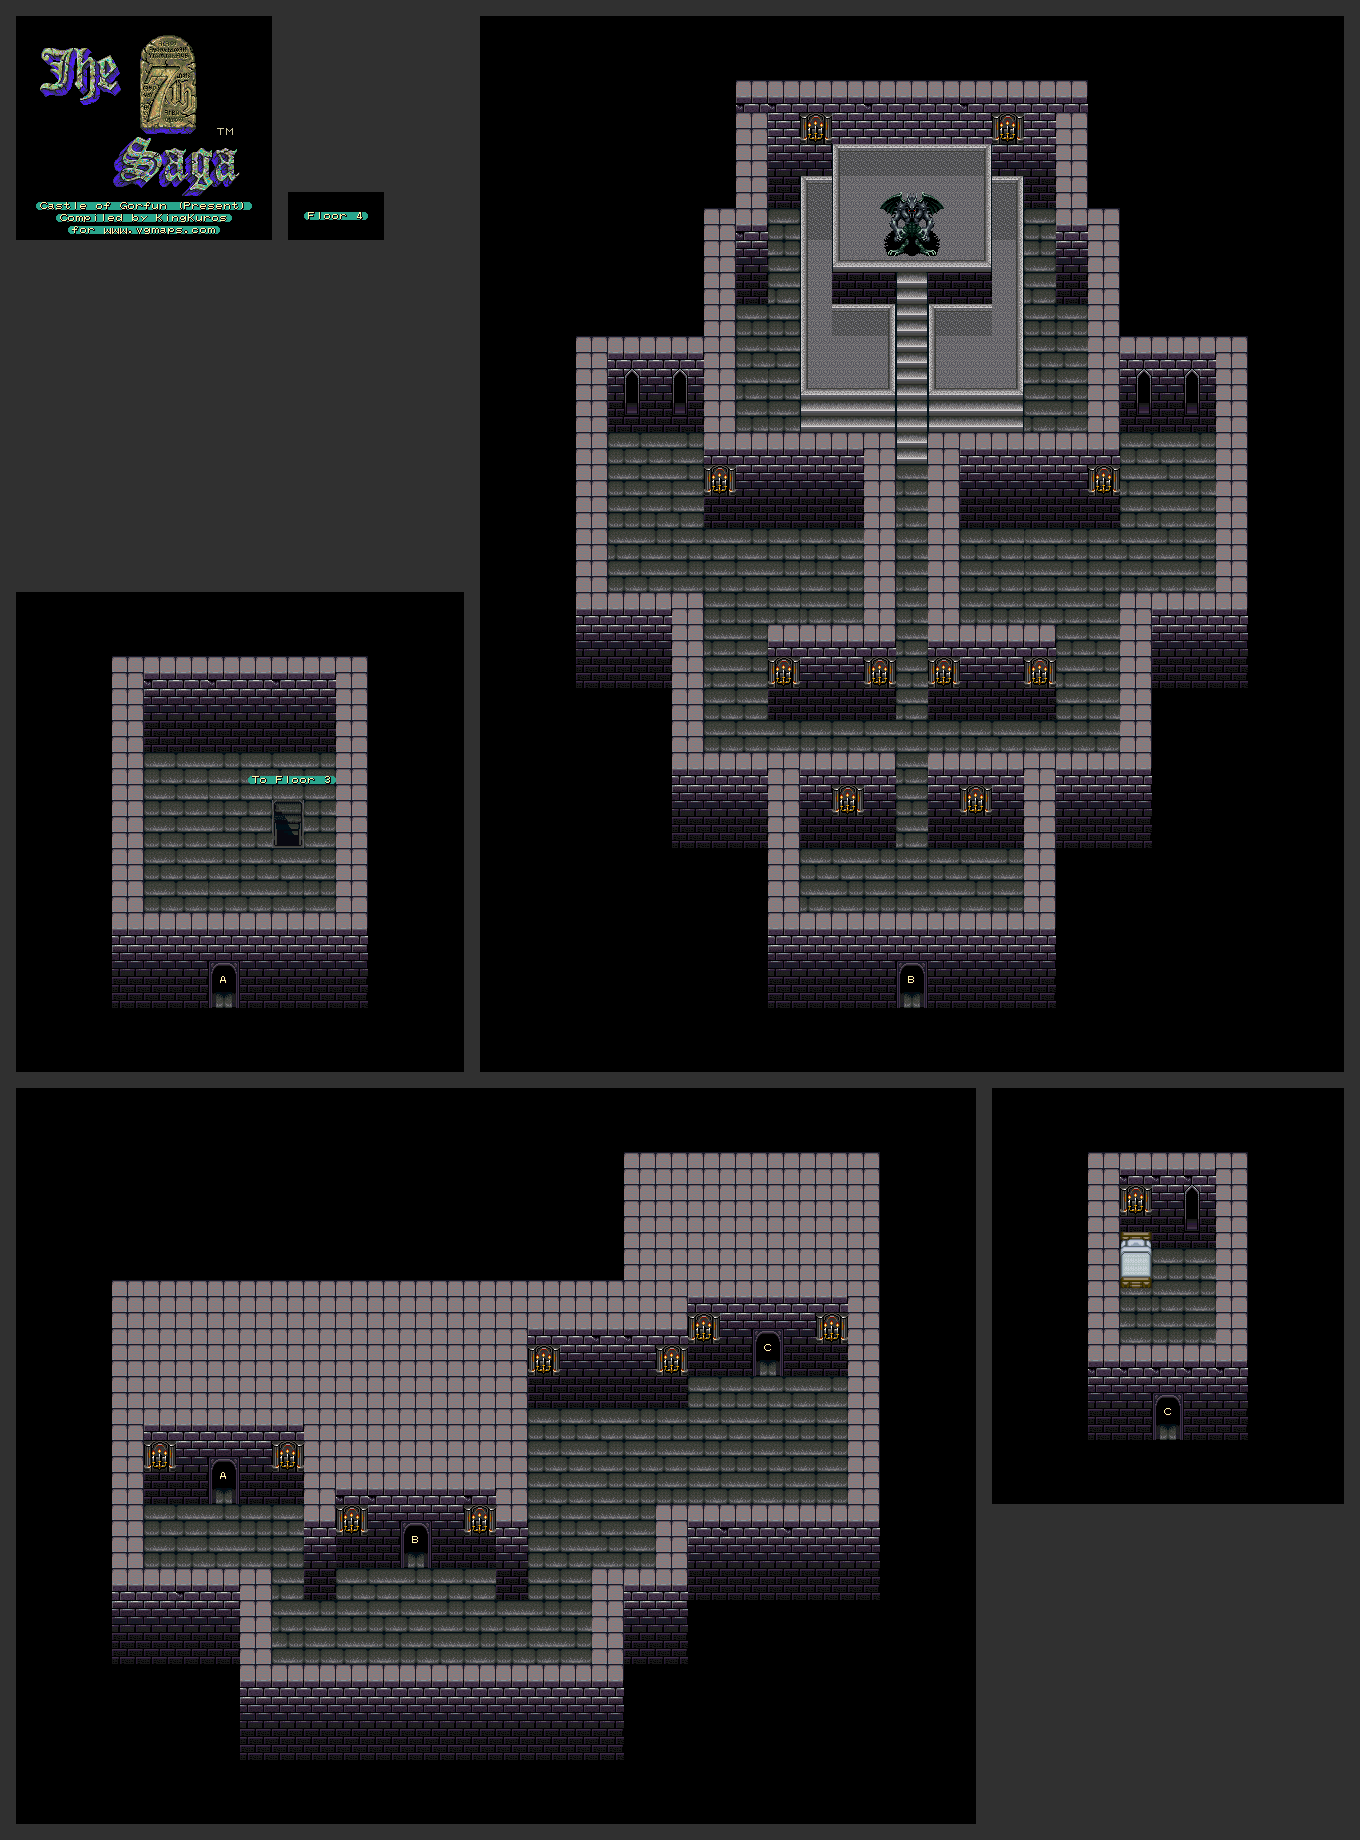 The 7th
TM
Saga
Castle of Gorfun (Present)
Compiled by KingKuros
for www.vgmaps.com
Floor 4
To Floor 3
A
B
C
A
B
C